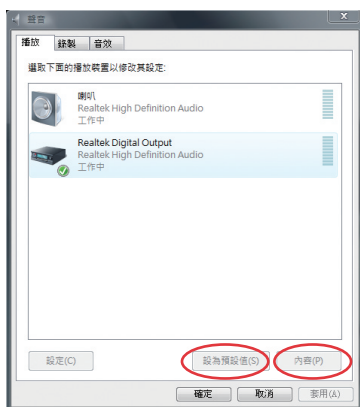 聲音
播放 錄製 音效
選取下面的播放裝置以修改其設定:
喇叭
Realtek High Definition Audio
工作中
Realtek Digital Output
Realtek High Definition Audio
工作中
設定(C) 設為預設值(S) 內容(P)
確定 取消 套用(A)